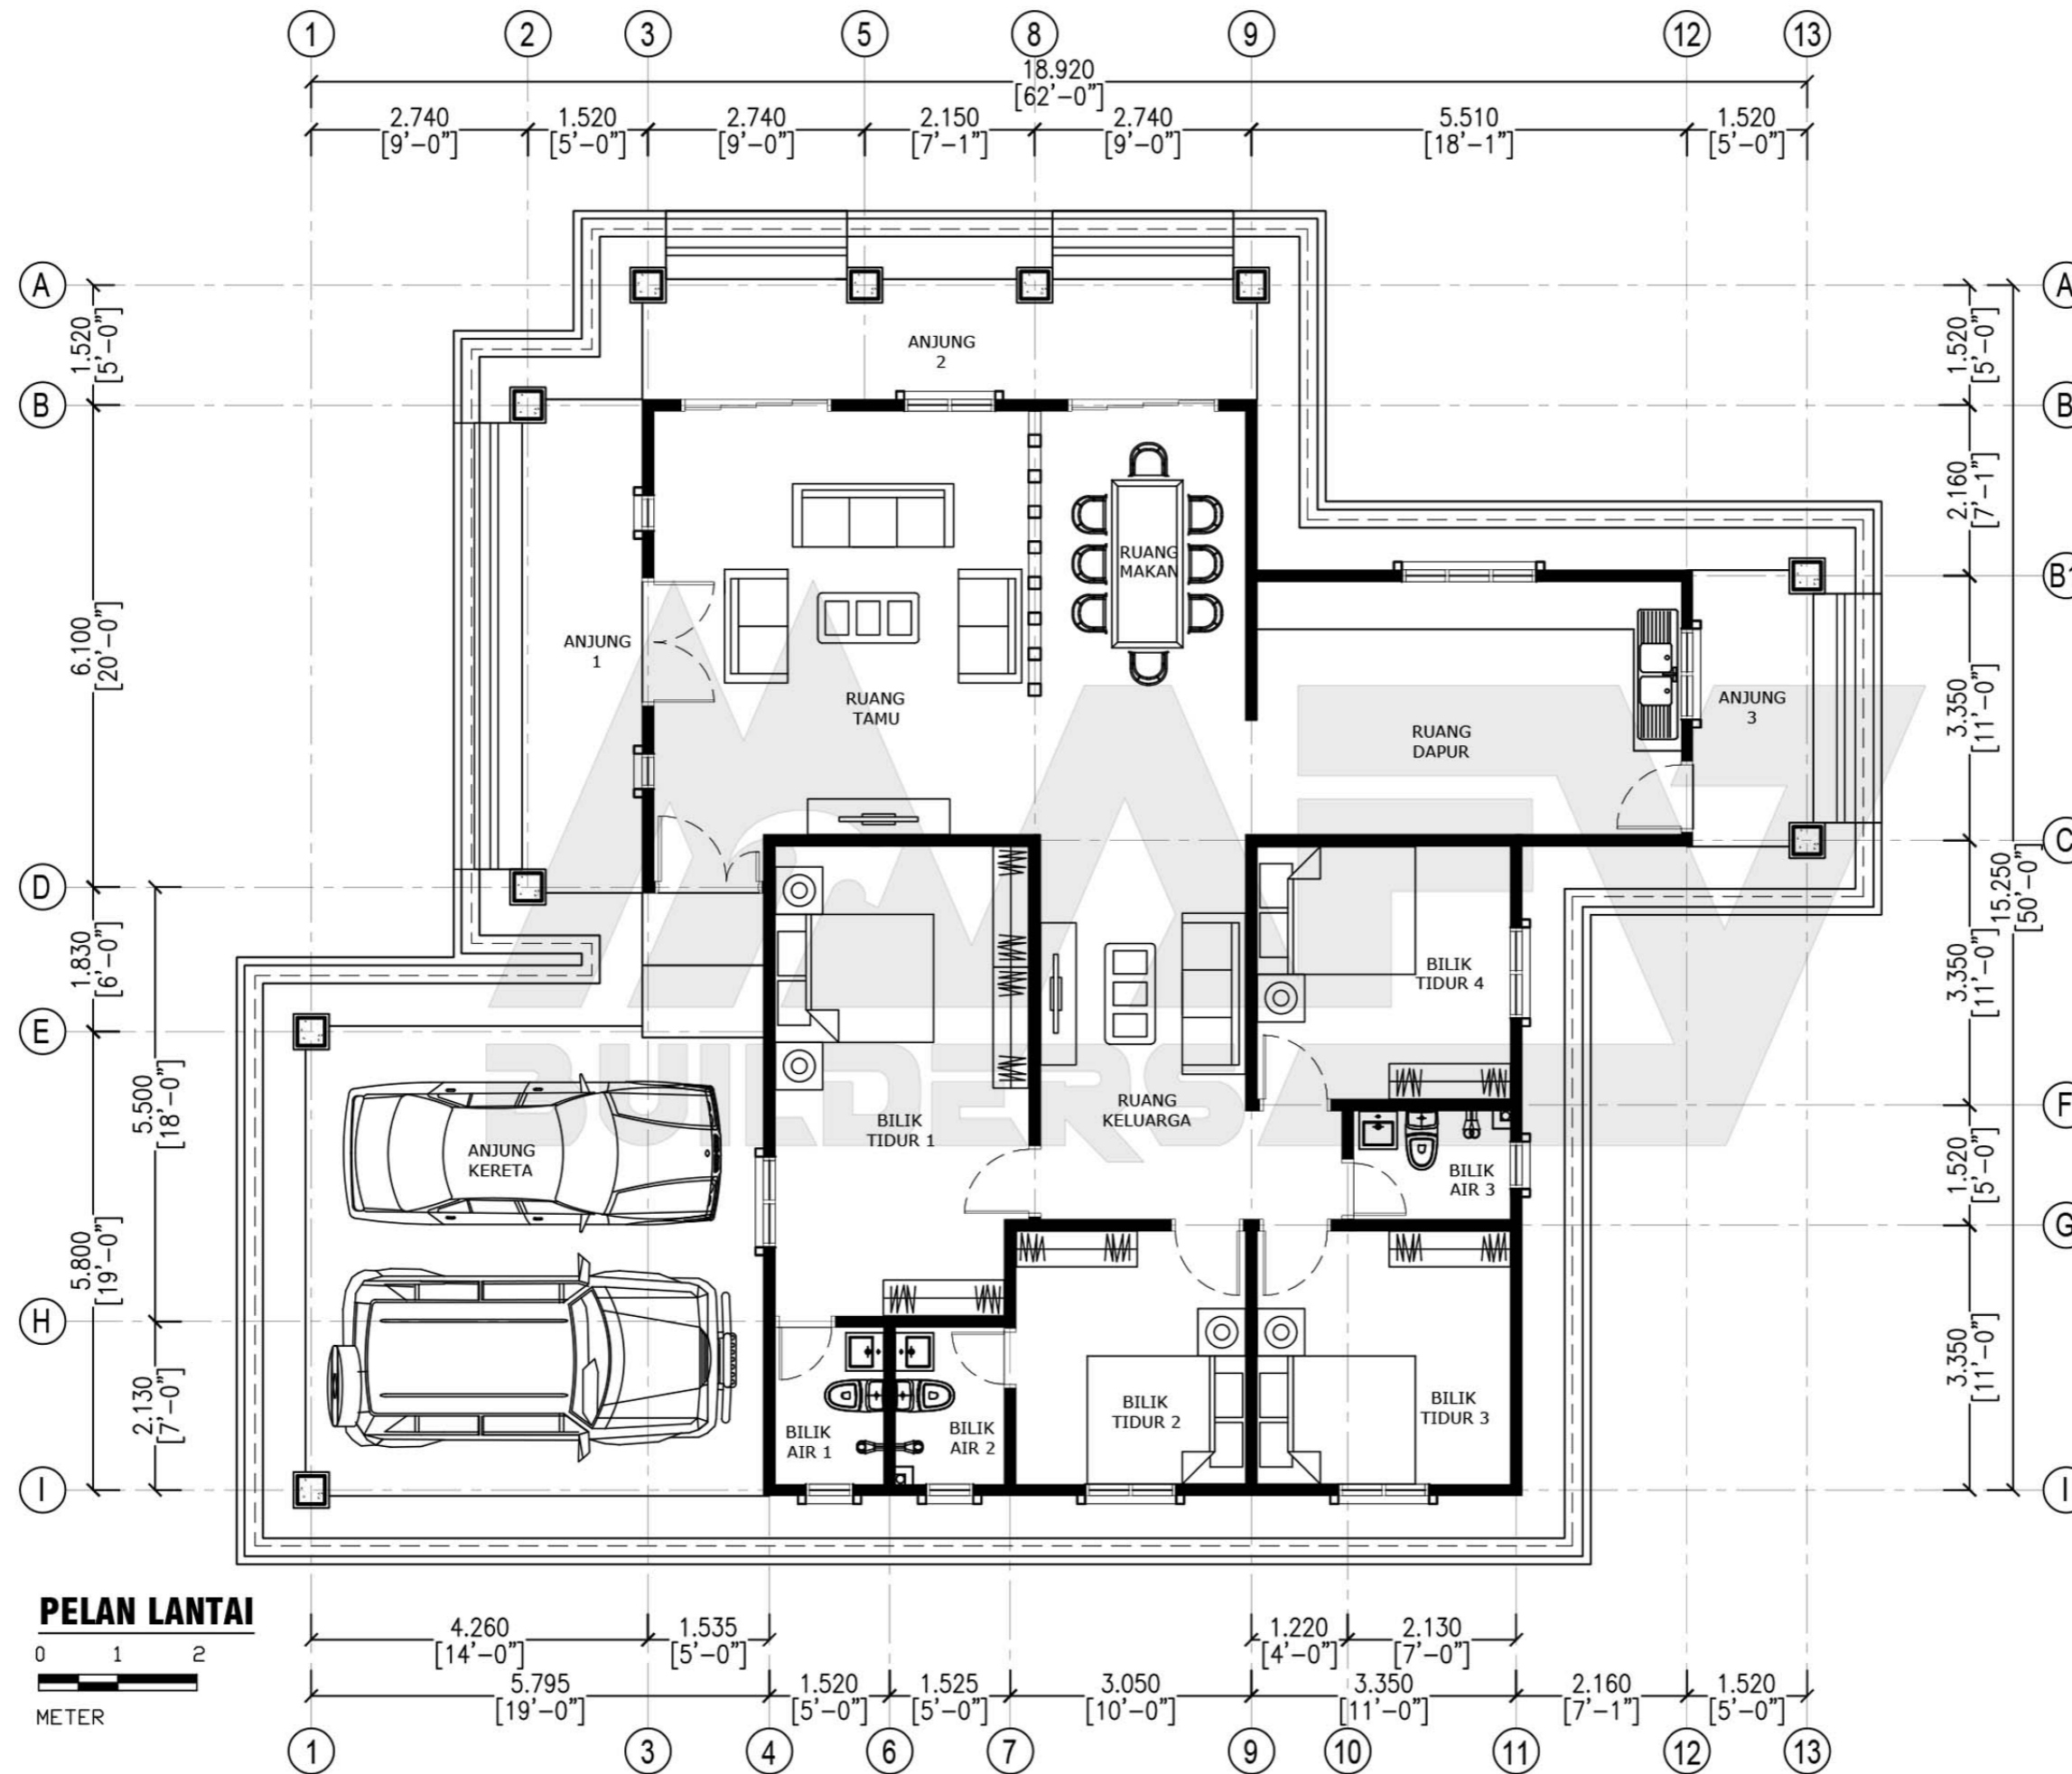 1 2 3 5 8 9 12 13
18.920
[62'-0"]
2.740 1.520 2.740 2.150 2.740 5.510 1.520
[9'-0"] [5'-0"] [9'-0"] [7'-1"] [9'-0"] [18'-1"] [5'-0"]
A A
1.520
[5'-0"]
1.520
[5'-0"]
ANJUNG
2
B B
2.160
[7'-1"]
RUANG
MAKAN
B1
6.100
[20'-0"]
ANJUNG
1
RUANG
TAMU
RUANG
DAPUR
ANJUNG
3
3.350
[11'-0"]
C
D
15.250
[50'-0"]
1.830
[6'-0"]
3.350
[11'-0"]
BILIK
TIDUR 4
E
BUILDERS
5.500
[18'-0"]
BILIK
TIDUR 1
RUANG
KELUARGA
F
ANJUNG
KERETA
BILIK
AIR 3
1.520
[5'-0"]
G
5.800
[19'-0"]
H
3.350
[11'-0"]
2.130
[7'-0"]
BILIK
TIDUR 2
BILIK
TIDUR 3
BILIK
AIR 1
BILIK
AIR 2
I I
PELAN LANTAI
0 1 2
METER
4.260 1.535 1.220 2.130
[14'-0"] [5'-0"] [4'-0"] [7'-0"]
5.795 1.520 1.525 3.050 3.350 2.160 1.520
[19'-0"] [5'-0"] [5'-0"] [10'-0"] [11'-0"] [7'-1"] [5'-0"]
1 3 4 6 7 9 10 11 12 13